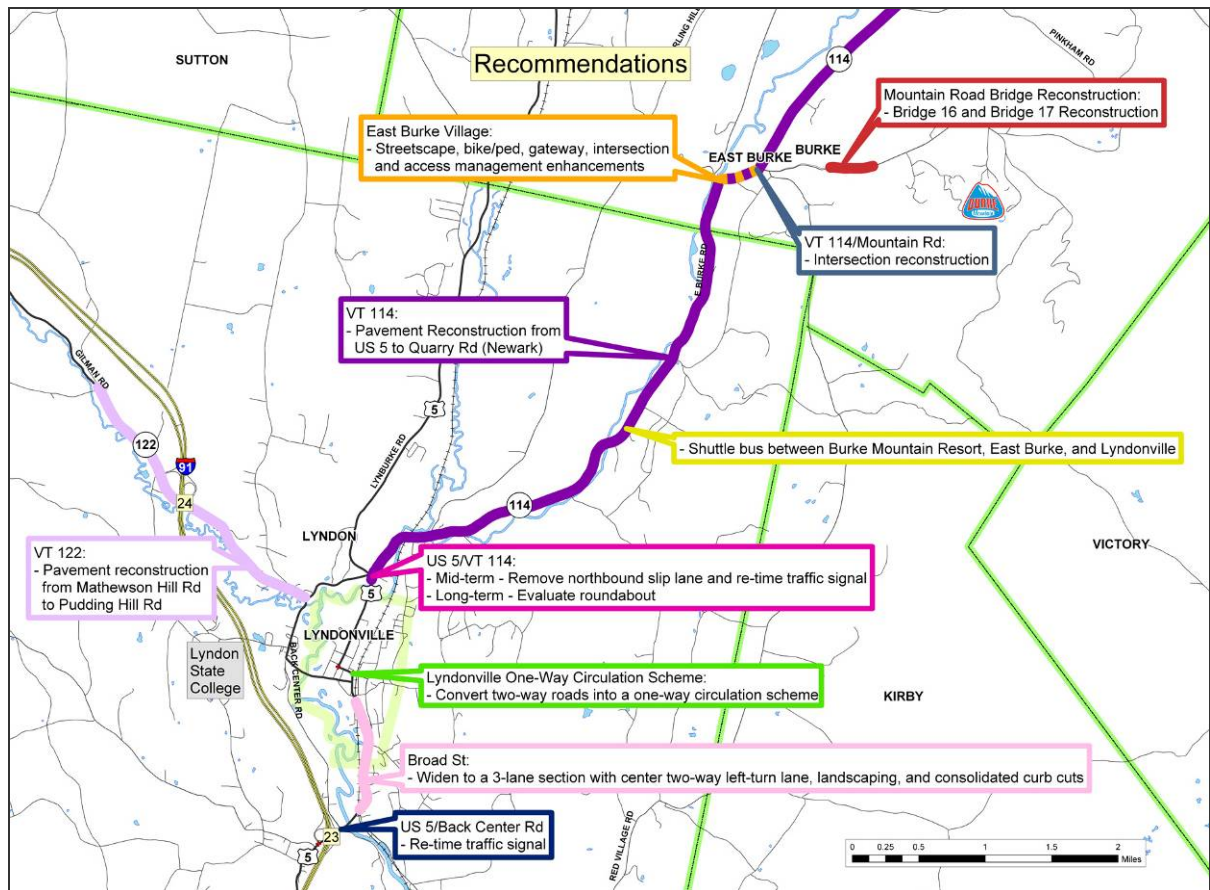 SUTTON
Recommendations
PINKHAM RD
114
Mountain Road Bridge Reconstruction:
- Bridge 16 and Bridge 17 Reconstruction
East Burke Village:
- Streetscape, bike/ped, gateway, intersection
and access management enhancements
EAST BURKE
BURKE
VT 114/Mountain Rd:
- Intersection reconstruction
E BURKE RD
VT 114:
- Pavement Reconstruction from
US 5 to Quarry Rd (Newark)
GILMAN RD
5
122
LYNBURKE RD
- Shuttle bus between Burke Mountain Resort, East Burke, and Lyndonville
91
24
114
LYNDON
VICTORY
VT 122:
- Pavement reconstruction
from Mathewson Hill Rd
to Pudding Hill Rd
US 5/VT 114:
- Mid-term - Remove northbound slip lane and re-time traffic signal
- Long-term - Evaluate roundabout
5
LYNDONVILLE
Lyndon
State
College
BACK CENTER RD
Lyndonville One-Way Circulation Scheme:
- Convert two-way roads into a one-way circulation scheme
KIRBY
Broad St:
- Widen to a 3-lane section with center two-way left-turn lane, landscaping, and consolidated curb cuts
US 5/Back Center Rd
- Re-time traffic signal
23
5
RED VILLAGE RD
0 0.25 0.5 1 1.5 2
Miles